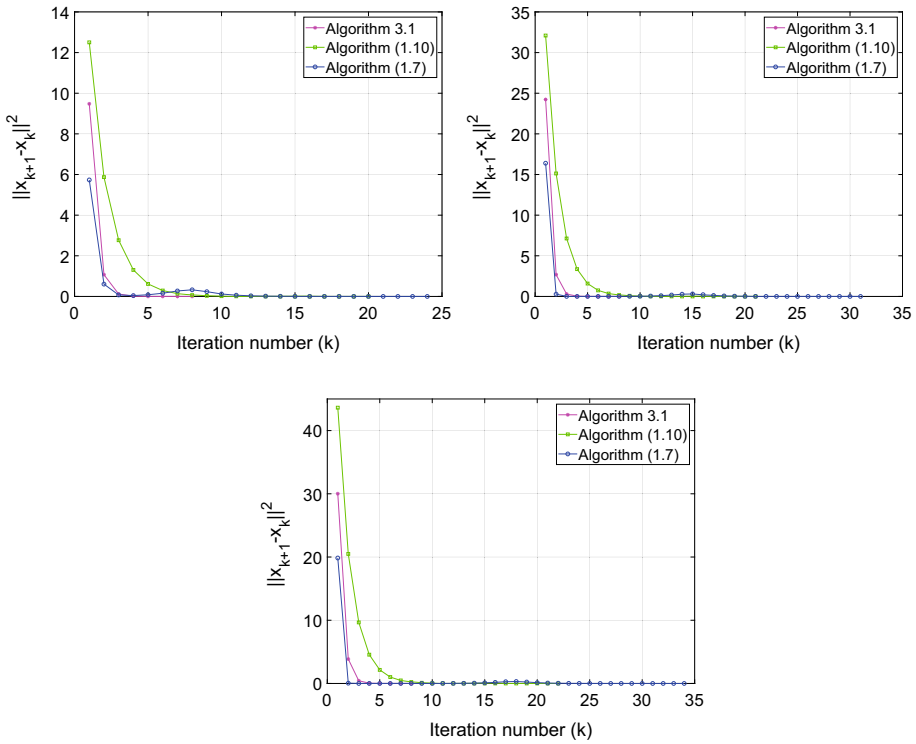 14
12
10
8
6
4
2
0
0
5
10
15
20
25
||x_{k+1}-x_k||^2
Iteration number (k)
Algorithm 3.1
Algorithm (1.10)
Algorithm (1.7)
35
30
25
20
15
10
5
0
0
5
10
15
20
25
30
35
||x_{k+1}-x_k||^2
Iteration number (k)
Algorithm 3.1
Algorithm (1.10)
Algorithm (1.7)
40
30
20
10
0
0
5
10
15
20
25
30
35
||x_{k+1}-x_k||^2
Iteration number (k)
Algorithm 3.1
Algorithm (1.10)
Algorithm (1.7)